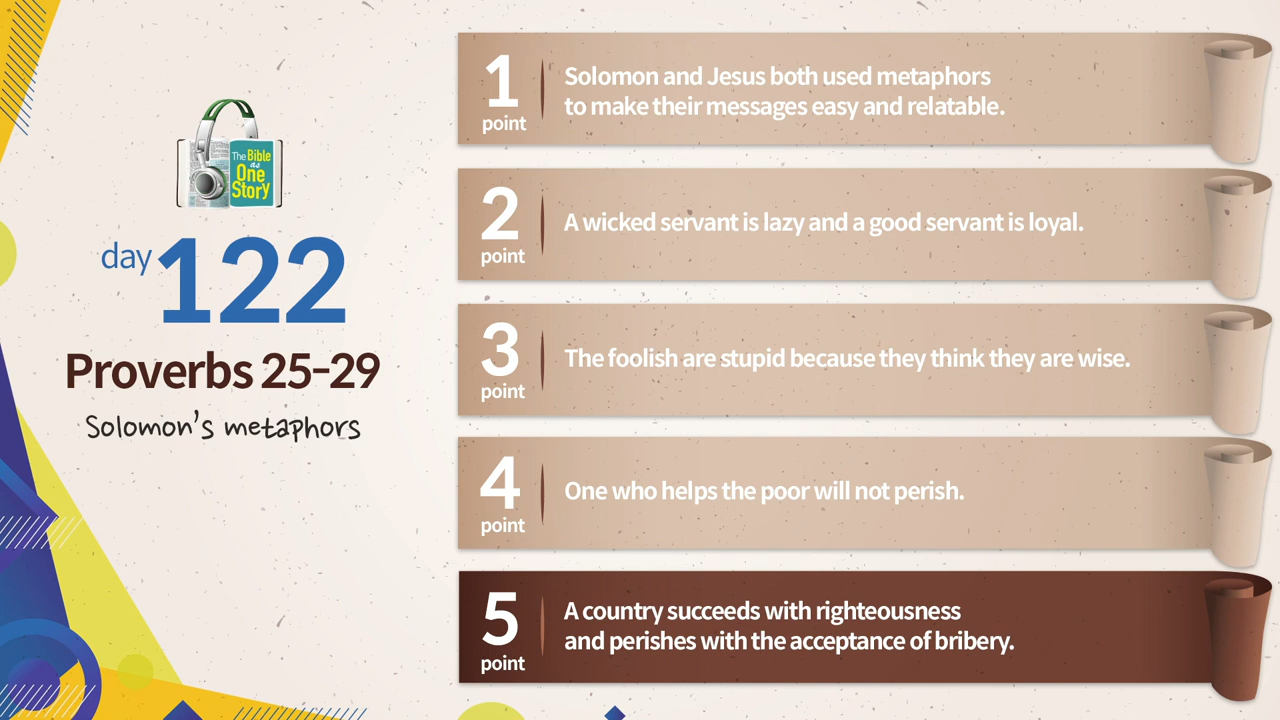 The Bible
as
One
Story
day 122
Proverbs 25-29
Solomon's metaphors
1
point
Solomon and Jesus both used metaphors
to make their messages easy and relatable.
2
point
A wicked servant is lazy and a good servant is loyal.
3
point
The foolish are stupid because they think they are wise.
4
point
One who helps the poor will not perish.
5
point
A country succeeds with righteousness
and perishes with the acceptance of bribery.